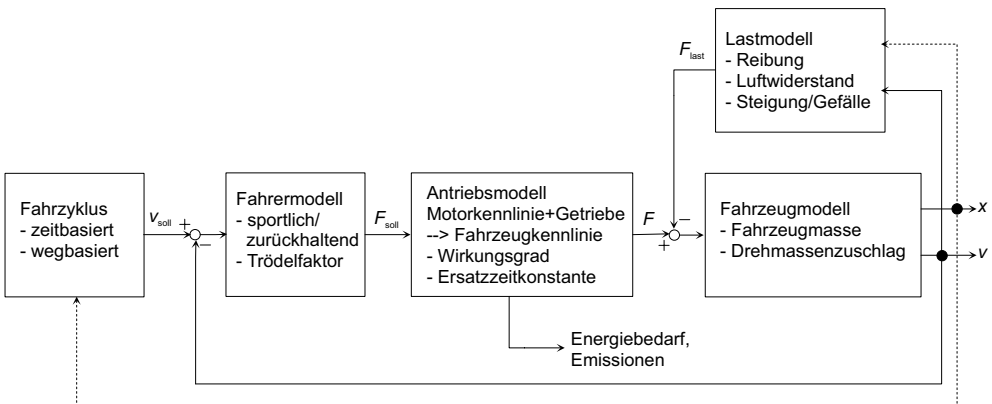 Lastmodell
- Reibung
- Luftwiderstand
- Steigung/Gefälle
F_last
Fahrzyklus
- zeitbasiert
- wegbasiert
v_soll
+
−
Fahrermodell
- sportlich/
zurückhaltend
- Trödelfaktor
F_soll
Antriebsmodell
Motorkennlinie+Getriebe
--> Fahrzeugkennlinie
- Wirkungsgrad
- Ersatzzeitkonstante
F
−
+
Fahrzeugmodell
- Fahrzeugmasse
- Drehmassenzuschlag
x
v
Energiebedarf,
Emissionen